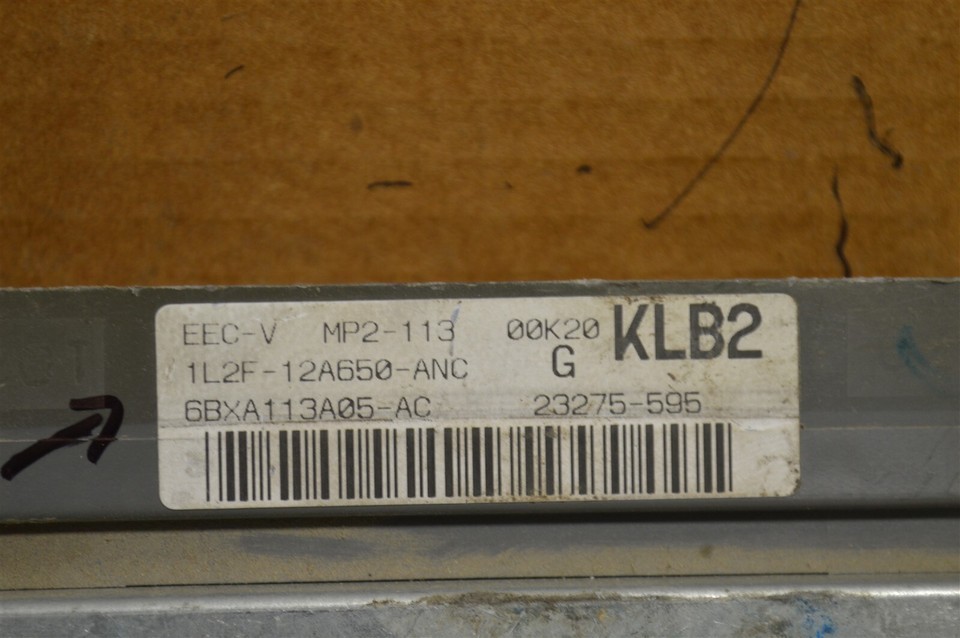 EEC-V MP2-113 00K20 KLB2
1L2F-12A650-ANC G
6BXA113A05-AC 23275-595